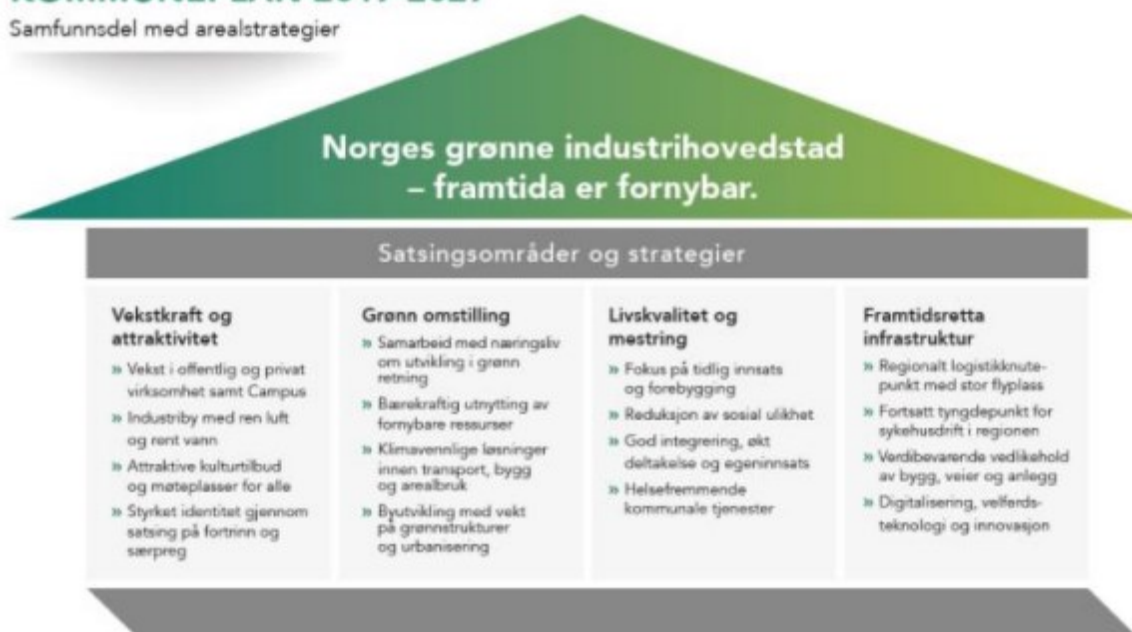 Samfunnsdel med arealstrategier
Norges grønne industrihovedstad
– framtida er fornybar.
Satsingsområder og strategier
Vekstkraft og
attraktivitet
» Vekst i offentlig og privat
virksomhet samt Campus
» Industriby med ren luft
og rent vann
» Attraktive kulturtilbud
og møteplasser for alle
» Styrket identitet gjennom
satsing på fortrinn og
særpreg
Grønn omstilling
» Samarbeid med næringsliv
om utvikling i grønn
retning
» Bærekraftig utnytting av
fornybare ressurser
» Klimavennlige løsninger
innen transport, bygg
og arealbruk
» Byutvikling med vekt
på grønnstrukturer
og urbanisering
Livskvalitet og
mestring
» Fokus på tidlig innsats
og forebygging
» Reduksjon av sosial ulikhet
» God integrering, økt
deltakelse og egeninnsats
» Helsefremmende
kommunale tjenester
Framtidsretta
infrastruktur
» Regionalt logistikknute-
punkt med stor flyplass
» Fortsatt tyngdepunkt for
sykehusdrift i regionen
» Verdibevarende vedlikehold
av bygg, veier og anlegg
» Digitalisering, velferds-
teknologi og innovasjon